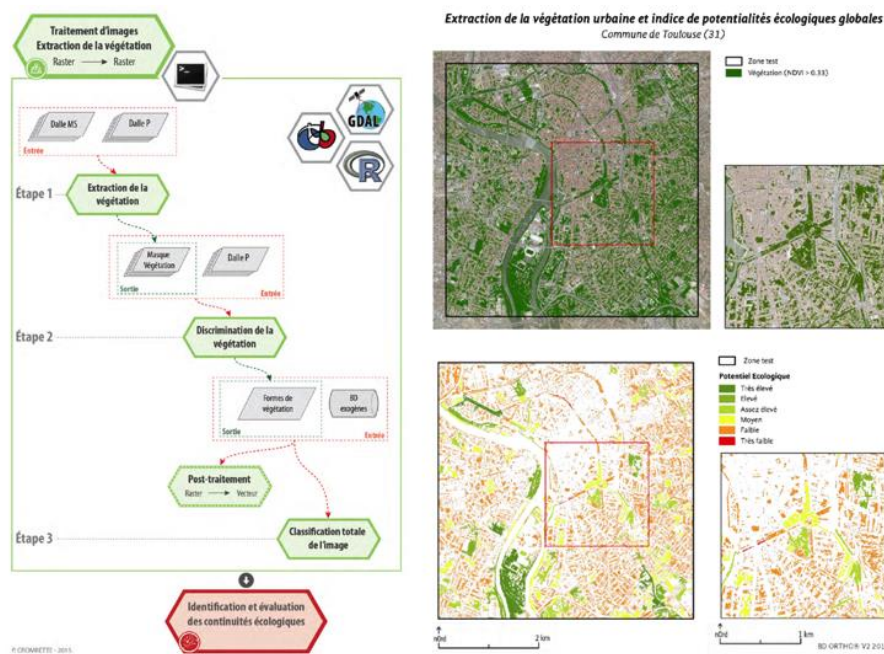 Traitement d'images
Extraction de la végétation
Raster → Raster
GDAL
R
Dalle MS
Dalle P
Entrée
Étape 1
Extraction de la
végétation
Masque
Végétation
Dalle P
Sortie
Entrée
Étape 2
Discrimination de la
végétation
Formes de
végétation
BD
exogènes
Sortie
Entrée
Post-traitement
Raster → Vecteur
Étape 3
Classification totale
de l'image
Identification et évaluation
des continuités écologiques
Extraction de la végétation urbaine et indice de potentialités écologiques globales
Commune de Toulouse (31)
Zone test
Végétation (NDVI > 0.33)
Zone test
Potentiel Ecologique
Très élevé
Elevé
Assez élevé
Moyen
Faible
Très faible
nord
2 km
nord
1 km
BD ORTHO® V2 201